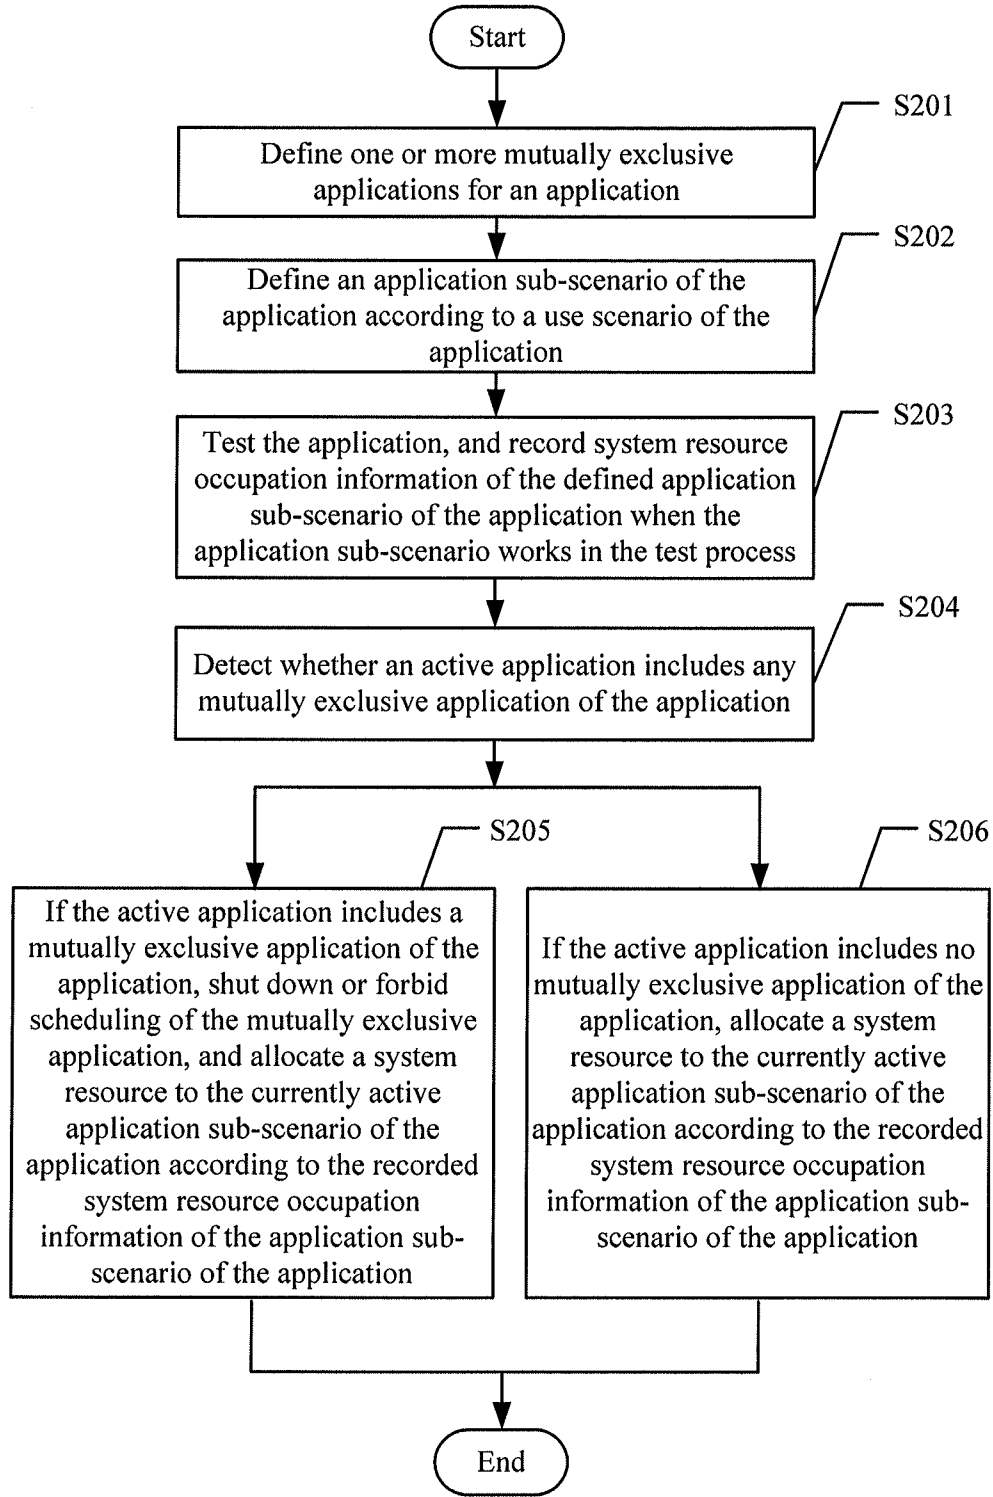 Start
S201
Define one or more mutually exclusive
applications for an application
S202
Define an application sub-scenario of the
application according to a use scenario of the
application
S203
Test the application, and record system resource
occupation information of the defined application
sub-scenario of the application when the
application sub-scenario works in the test process
S204
Detect whether an active application includes any
mutually exclusive application of the application
S205
If the active application includes a
mutually exclusive application of the
application, shut down or forbid
scheduling of the mutually exclusive
application, and allocate a system
resource to the currently active
application sub-scenario of the
application according to the recorded
system resource occupation
information of the application sub-
scenario of the application
S206
If the active application includes no
mutually exclusive application of the
application, allocate a system
resource to the currently active
application sub-scenario of the
application according to the recorded
system resource occupation
information of the application sub-
scenario of the application
End